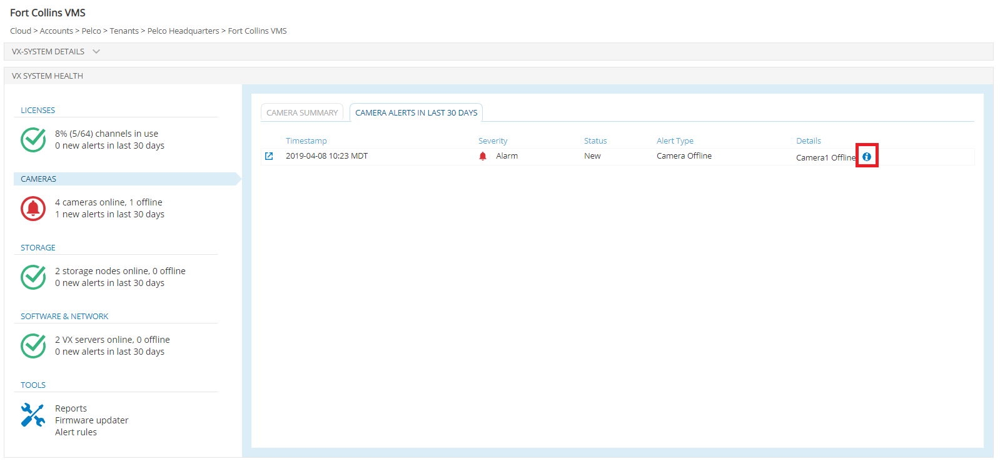 Fort Collins VMS
Cloud > Accounts > Pelco > Tenants > Pelco Headquarters > Fort Collins VMS
VX-SYSTEM DETAILS
VX SYSTEM HEALTH
LICENSES
8% (5/64) channels in use
0 new alerts in last 30 days
CAMERAS
4 cameras online, 1 offline
1 new alerts in last 30 days
STORAGE
2 storage nodes online, 0 offline
0 new alerts in last 30 days
SOFTWARE & NETWORK
2 VX servers online, 0 offline
0 new alerts in last 30 days
TOOLS
Reports
Firmware updater
Alert rules
CAMERA SUMMARY CAMERA ALERTS IN LAST 30 DAYS
Timestamp Severity Status Alert Type Details
2019-04-08 10:23 MDT Alarm New Camera Offline Camera1 Offline